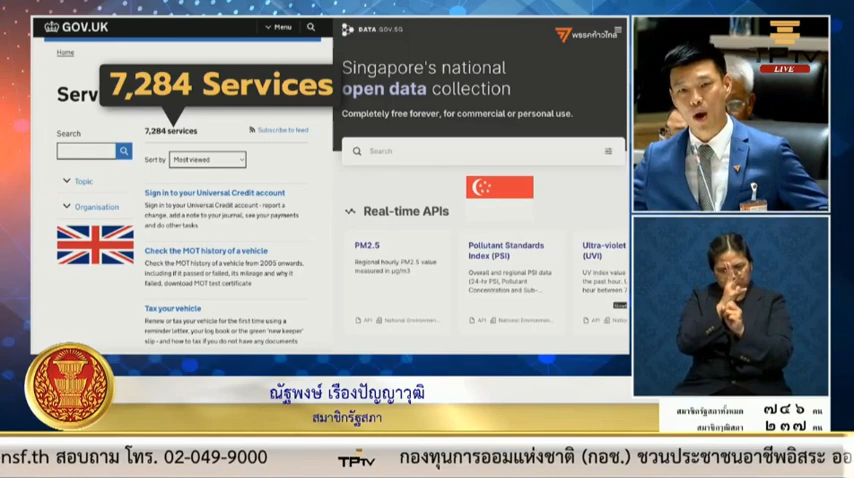 GOV.UK
Menu
Home
Serv
7,284 Services
7,284 services
Subscribe to feed
Search
Sort by
Most viewed
Topic
Organisation
Sign in to your Universal Credit account
Sign in to your Universal Credit account - report a
change, add a note to your journal, see your payments
and do other tasks
Check the MOT history of a vehicle
Check the MOT history of a vehicle from 2005 onwards,
including if it passed or failed, its mileage and why it
failed, download MOT test certificate
Tax your vehicle
Renew or tax your vehicle for the first time using a
reminder letter, your log book or the green 'new keeper'
slip - and how to tax if you do not have any documents
DATA GOV.SG
พรรคก้าวไกล
Singapore's national
open data collection
Completely free forever, for commercial or personal use.
Search
Real-time APIs
PM2.5
Regional hourly PM2.5 value
measured in µg/m3
API
National Environmen...
Pollutant Standards
Index (PSI)
Overall and regional PSI data
(24-hr PSI, Pollutant
Concentration and Sub-...
API
National Environmen...
Ultra-violet
(UVI)
UV index value
the past hour. U
hour between 7
API
Nation
TPTV
LIVE
ณัฐพงษ์ เรืองปัญญาวุฒิ
สมาชิกรัฐสภา
สมาชิกรัฐสภาทั้งหมด ๗๔๖ คน
สมาชิกวุฒิสภา ๒๓๗ คน
nsf.th สอบถาม โทร. 02-049-9000
TPTV
กองทุนการออมแห่งชาติ (กอช.) ชวนประชาชนอาชีพอิสระ ออ